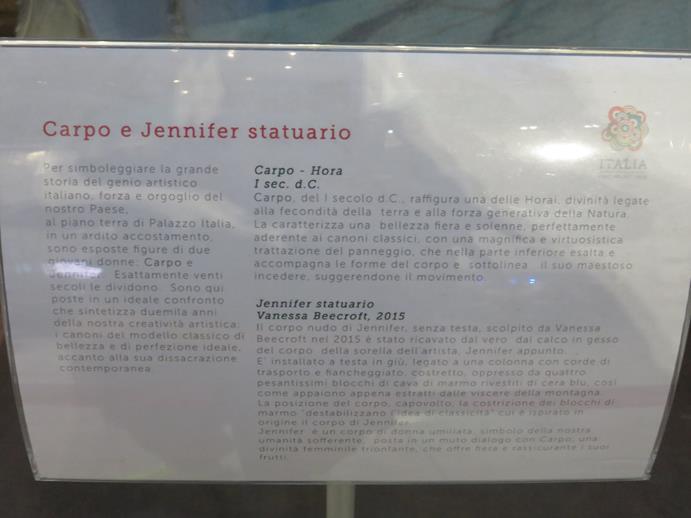 Carpo e Jennifer statuario
ITALIA
Per simboleggiare la grande
storia del genio artistico
italiano, forza e orgoglio del
nostro Paese,
al piano terra di Palazzo Italia,
in un ardito accostamento,
sono esposte figure di due
giovani donne: Carpo e
Jennifer. Esattamente venti
secoli le dividono. Sono qui
poste in un ideale confronto
che sintetizza duemila anni
della nostra creatività artistica:
i canoni del modello classico di
bellezza e di perfezione ideale,
accanto alla sua dissacrazione
contemporanea.
Carpo - Hora
I sec. d.C.
Carpo, del I secolo d.C., raffigura una delle Horai, divinità legate
alla fecondità della terra e alla forza generativa della Natura.
La caratterizza una bellezza fiera e solenne, perfettamente
aderente ai canoni classici, con una magnifica e virtuosistica
trattazione del panneggio, che nella parte inferiore esalta e
accompagna le forme del corpo e sottolinea il suo maestoso
incedere, suggerendone il movimento.
Jennifer statuario
Vanessa Beecroft, 2015
Il corpo nudo di Jennifer, senza testa, scolpito da Vanessa
Beecroft nel 2015 è stato ricavato dal vero dal calco in gesso
del corpo della sorella dell'artista, Jennifer appunto.
E' installato a testa in giù, legato a una colonna con corde di
trasporto e fiancheggiato, costretto, oppresso da quattro
pesantissimi blocchi di cava di marmo rivestiti di cera blu, così
come appaiono appena estratti dalle viscere della montagna.
La posizione del corpo, capovolto, la costrizione dei blocchi di
marmo "destabilizzano l'idea di classicità" cui è ispirato in
origine il corpo di Jennifer.
Jennifer è un corpo di donna umiliata, simbolo della nostra
umanità sofferente, posta in un muto dialogo con Carpo, una
divinità femminile trionfante, che offre fiera e rassicurante i suoi
frutti.